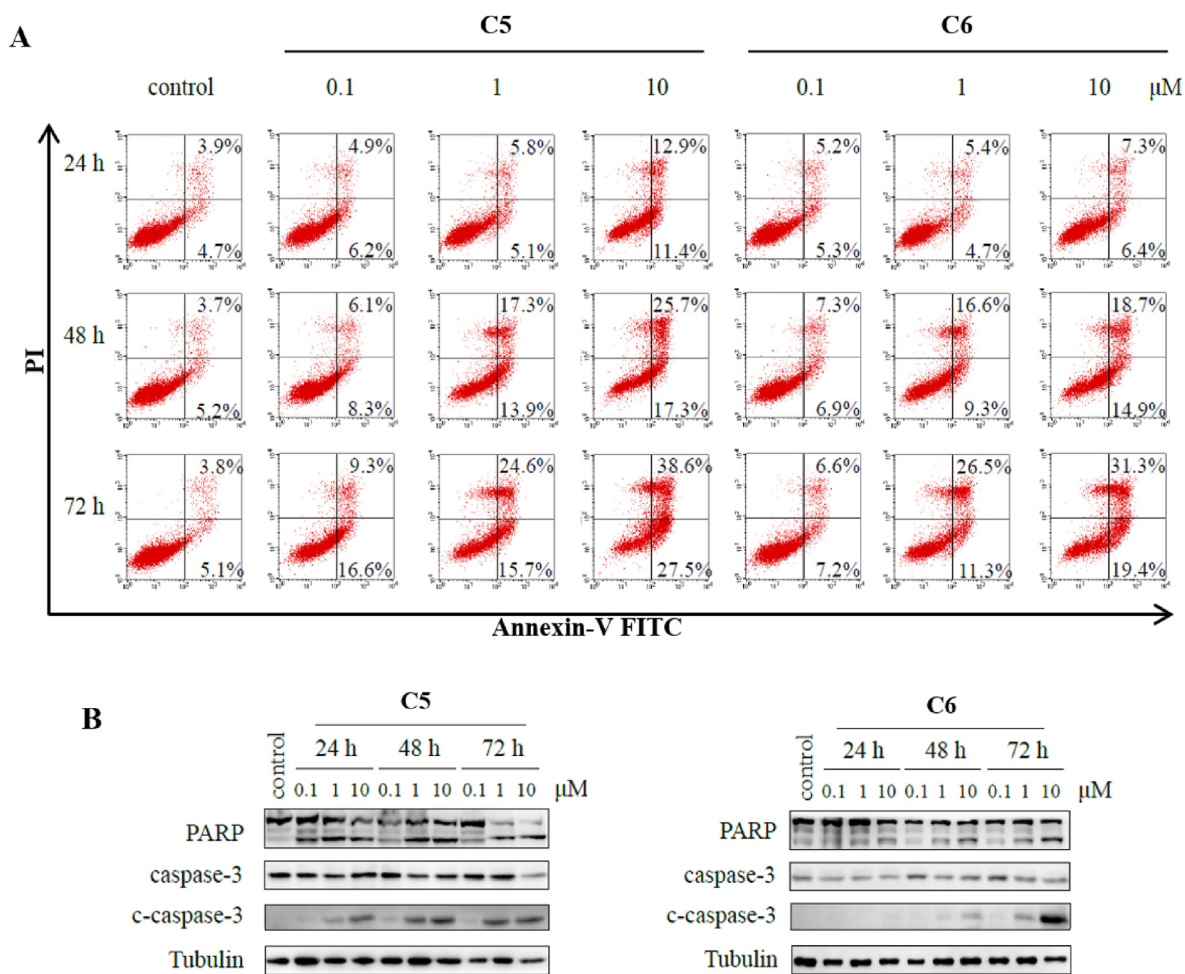 A
C5 C6
control 0.1 1 10 0.1 1 10 μM
PI
24 h
3.9% 4.9% 5.8% 12.9% 5.2% 5.4% 7.3%
4.7% 6.2% 5.1% 11.4% 5.3% 4.7% 6.4%
48 h
3.7% 6.1% 17.3% 25.7% 7.3% 16.6% 18.7%
5.2% 8.3% 13.9% 17.3% 6.9% 9.3% 14.9%
72 h
3.8% 9.3% 24.6% 38.6% 6.6% 26.5% 31.3%
5.1% 16.6% 15.7% 27.5% 7.2% 11.3% 19.4%
Annexin-V FITC
B
C5
control 24 h 48 h 72 h
0.1 1 10 0.1 1 10 0.1 1 10 μM
PARP
caspase-3
c-caspase-3
Tubulin
C6
control 24 h 48 h 72 h
0.1 1 10 0.1 1 10 0.1 1 10 μM
PARP
caspase-3
c-caspase-3
Tubulin